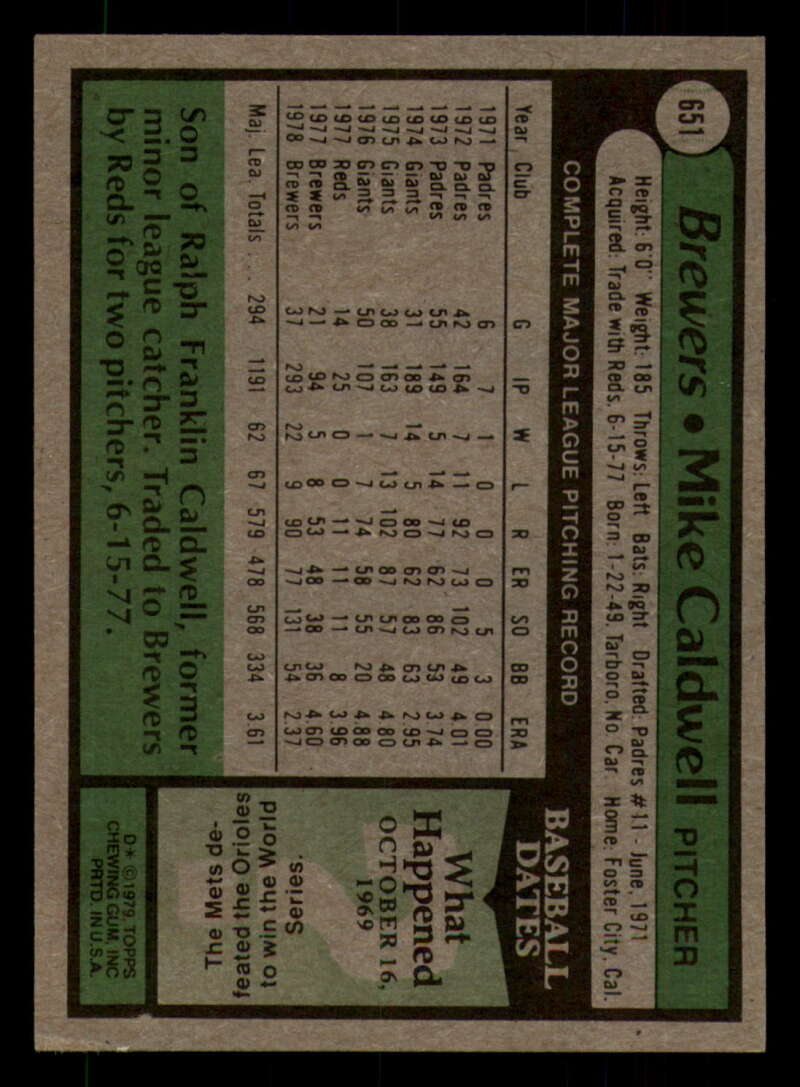 651
Brewers • Mike Caldwell PITCHER
Height: 6'0" Weight: 185 Throws: Left Bats: Right Drafted: Padres #11 - June, 1971
Acquired: Trade with Reds, 6-15-77 Born: 1-22-49, Tarboro, No. Car. Home: Foster City, Cal.
COMPLETE MAJOR LEAGUE PITCHING RECORD
Year Club G IP W L R ER SO BB ERA
1971 Padres 6 7 1 0 0 0 5 3 0.00
1972 Padres 42 164 7 11 92 73 102 49 4.01
1973 Padres 55 149 5 14 77 62 86 53 3.74
1974 Giants 31 189 14 5 80 62 83 63 2.95
1975 Giants 38 163 7 13 102 87 57 48 4.80
1976 Giants 50 107 1 7 74 58 55 20 4.88
1977 Reds 14 25 0 0 11 11 11 8 3.96
1977 Brewers 21 94 5 8 53 48 38 36 4.60
1978 Brewers 37 293 22 9 90 77 131 54 2.37
Maj. Lea. Totals . . . 294 1191 62 67 579 478 568 334 3.61
Son of Ralph Franklin Caldwell, former
minor league catcher. Traded to Brewers
by Reds for two pitchers, 6-15-77.
BASEBALL
DATES
What
Happened
OCTOBER 16,
1969
The Mets de-
feated the Orioles
to win the World
Series.
D* ©1979, TOPPS
CHEWING GUM, INC
PRTD. IN U.S.A.